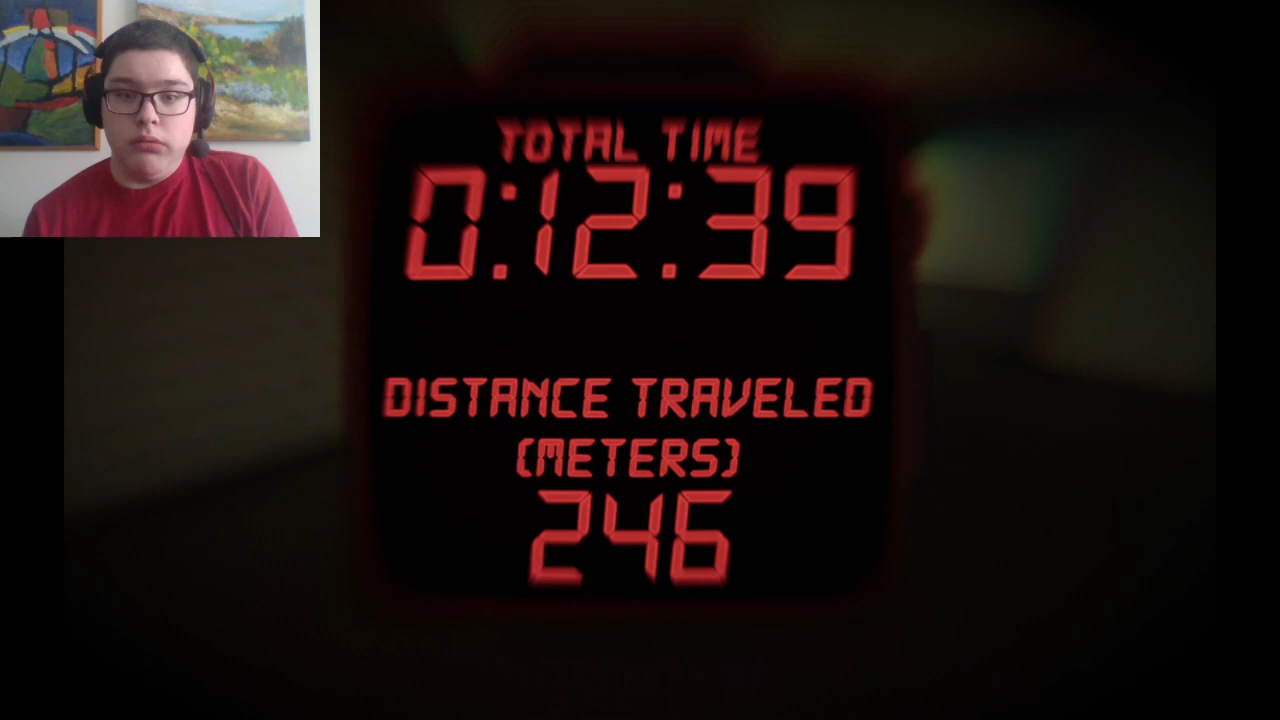 TOTAL TIME
0:12:39
DISTANCE TRAVELED
(METERS)
246